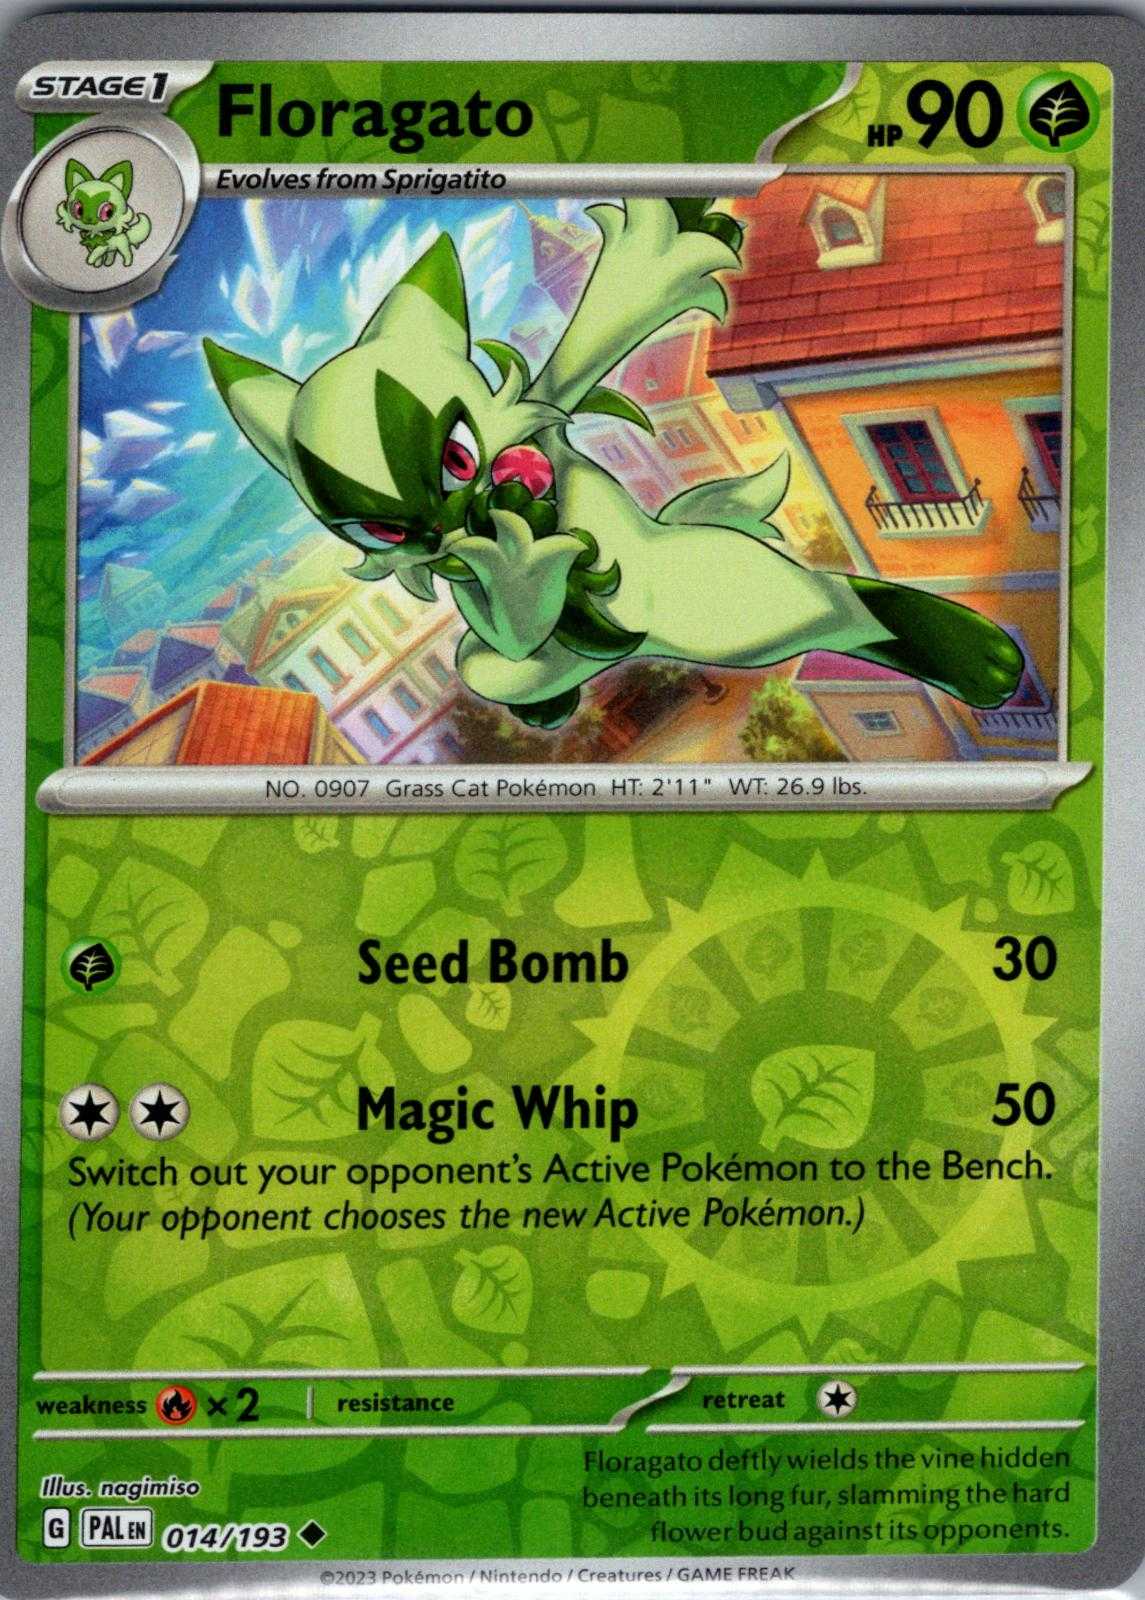 STAGE 1
Floragato
HP 90
Evolves from Sprigatito
NO. 0907 Grass Cat Pokémon HT: 2'11" WT: 26.9 lbs.
Seed Bomb 30
Magic Whip 50
Switch out your opponent's Active Pokémon to the Bench.
(Your opponent chooses the new Active Pokémon.)
weakness ×2 resistance retreat
Illus. nagimiso
G PAL EN 014/193
Floragato deftly wields the vine hidden
beneath its long fur, slamming the hard
flower bud against its opponents.
©2023 Pokémon / Nintendo / Creatures / GAME FREAK